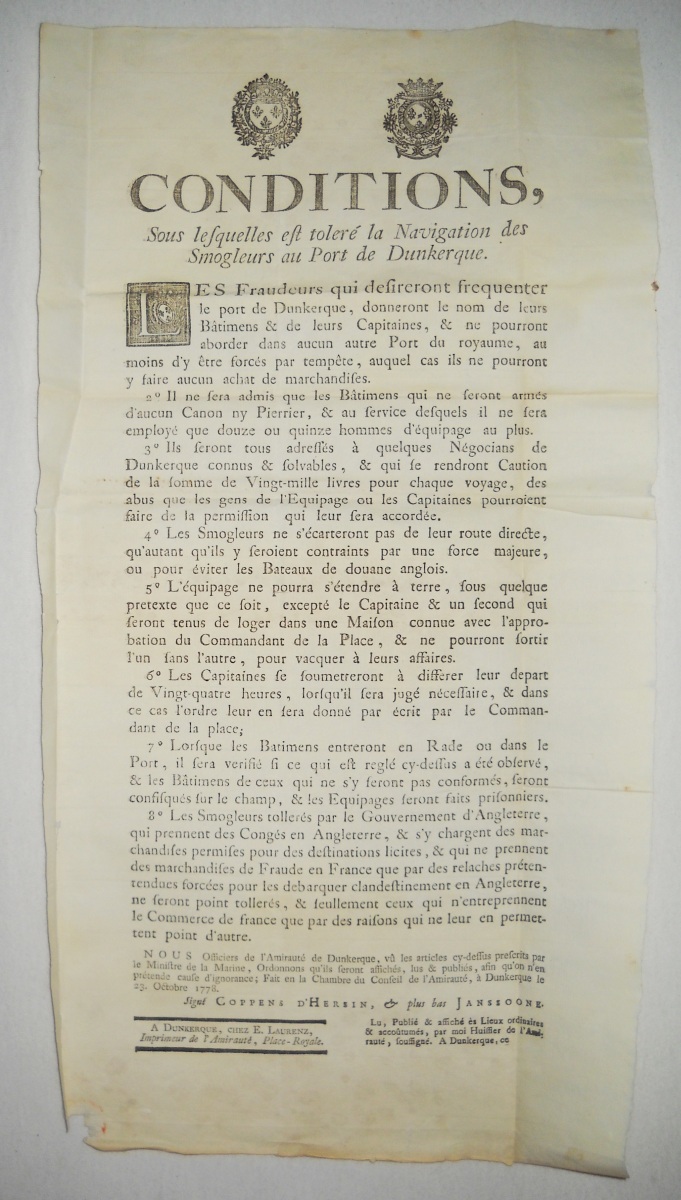 CONDITIONS,
Sous leſquelles eſt toleré la Navigation des
Smogleurs au Port de Dunkerque.
LES Fraudeurs qui deſireront frequenter
le port de Dunkerque, donneront le nom de leurs
Bâtimens & de leurs Capitaines, & ne pourront
aborder dans aucun autre Port du royaume, au
moins d'y être forcés par tempête, auquel cas ils ne pourront
y faire aucun achat de marchandiſes.
2º Il ne ſera admis que les Bâtimens qui ne ſeront armés
d'aucun Canon ny Pierrier, & au ſervice deſquels il ne ſera
employé que douze ou quinze hommes d'équipage au plus.
3º Ils ſeront tous adreſſés à quelques Négocians de
Dunkerque connus & ſolvables, & qui ſe rendront Caution
de la ſomme de Vingt-mille livres pour chaque voyage, des
abus que les gens de l'Equipage ou les Capitaines pourroient
faire de la permiſſion qui leur ſera accordée.
4º Les Smogleurs ne s'écarteront pas de leur route directe,
qu'autant qu'ils y ſeroient contraints par une force majeure,
ou pour éviter les Bateaux de douane anglois.
5º L'équipage ne pourra s'étendre à terre, ſous quelque
pretexte que ce ſoit, excepté le Capitaine & un ſecond qui
ſeront tenus de loger dans une Maiſon connue avec l'appro-
bation du Commandant de la Place, & ne pourront ſortir
l'un ſans l'autre, pour vacquer à leurs affaires.
6º Les Capitaines ſe ſoumetteront à différer leur depart
de Vingt-quatre heures, lorſqu'il ſera jugé néceſſaire, & dans
ce cas l'ordre leur en ſera donné par écrit par le Comman-
dant de la place;
7º Lorſque les Batimens entreront en Rade ou dans le
Port, il ſera verifié ſi ce qui eſt reglé cy-deſſus a été obſervé,
& les Bâtimens de ceux qui ne s'y ſeront pas conformés, ſeront
confiſqués ſur le champ, & les Equipages ſeront faits priſonniers.
8º Les Smogleurs tollerés par le Gouvernement d'Angleterre,
qui prennent des Congés en Angleterre, & s'y chargent des mar-
chandiſes permiſes pour des deſtinations licites, & qui ne prennent
des marchandiſes de Fraude en France que par des relaches préten-
tendues forcées pour les debarquer clandeſtinement en Angleterre,
ne ſeront point tollerés, & ſeullement ceux qui n'entreprennent
le Commerce de france que par des raiſons qui ne leur en permet-
tent point d'autre.
NOUS Officiers de l'Amirauté de Dunkerque, vû les articles cy-deſſus preſcrits par
le Miniſtre de la Marine, Ordonnons qu'ils ſeront affichés, lus & publiés, afin qu'on n'en
prétende cauſe d'ignorance; Fait en la Chambre du Conſeil de l'Amirauté, à Dunkerque le
23. Octobre 1778.
Signé COPPENS D'HERSIN, & plus bas JANSSOONE.
A DUNKERQUE, CHEZ E. LAURENZ,
Imprimeur de l'Amirauté, Place-Royale.
Lu, Publié & affiché ès Lieux ordinaires
& accoûtumés, par moi Huiſſier de l'Ami-
rauté, ſouſſigné. A Dunkerque, ce